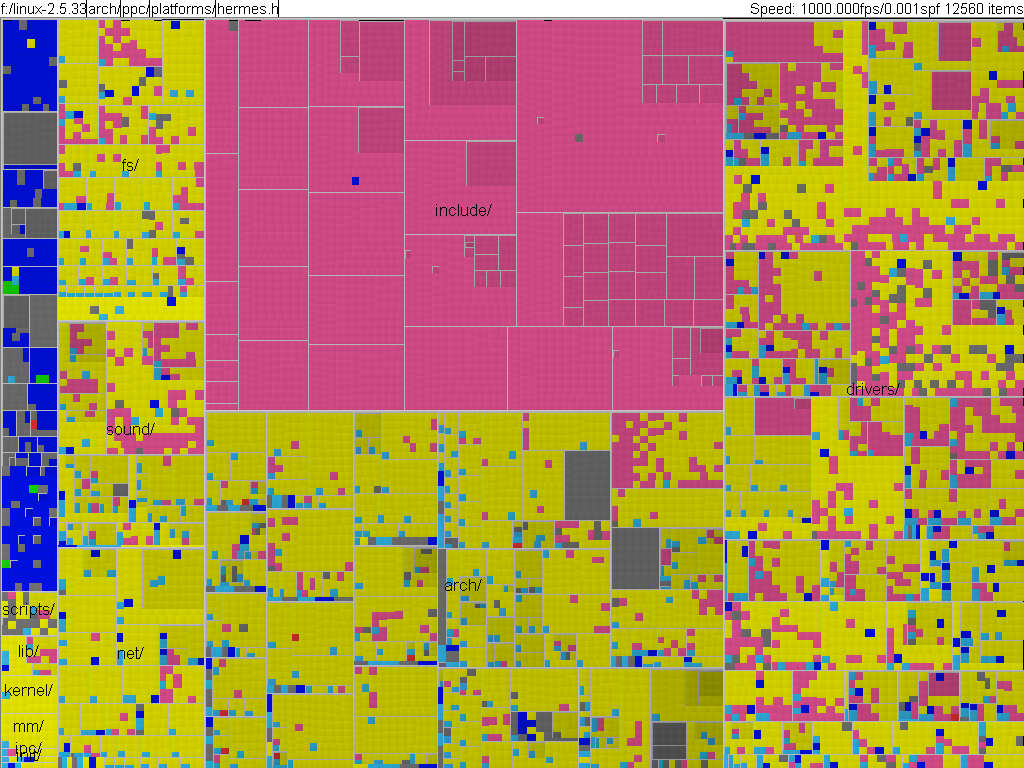 f:/linux-2.5.33/arch/ppc/platforms/hermes.h
Speed: 1000.000fps/0.001spf 12560 items
fs/
include/
drivers/
sound/
arch/
scripts/
lib/
net/
kernel/
mm/
ipc/
init/